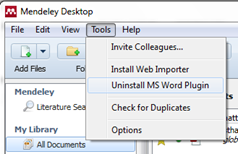 Mendeley Desktop
File Edit View Tools Help
Invite Colleagues...
Install Web Importer
Uninstall MS Word Plugin
Check for Duplicates
Options
Add Files
Mendeley
Literature Sea
My Library
All Documents